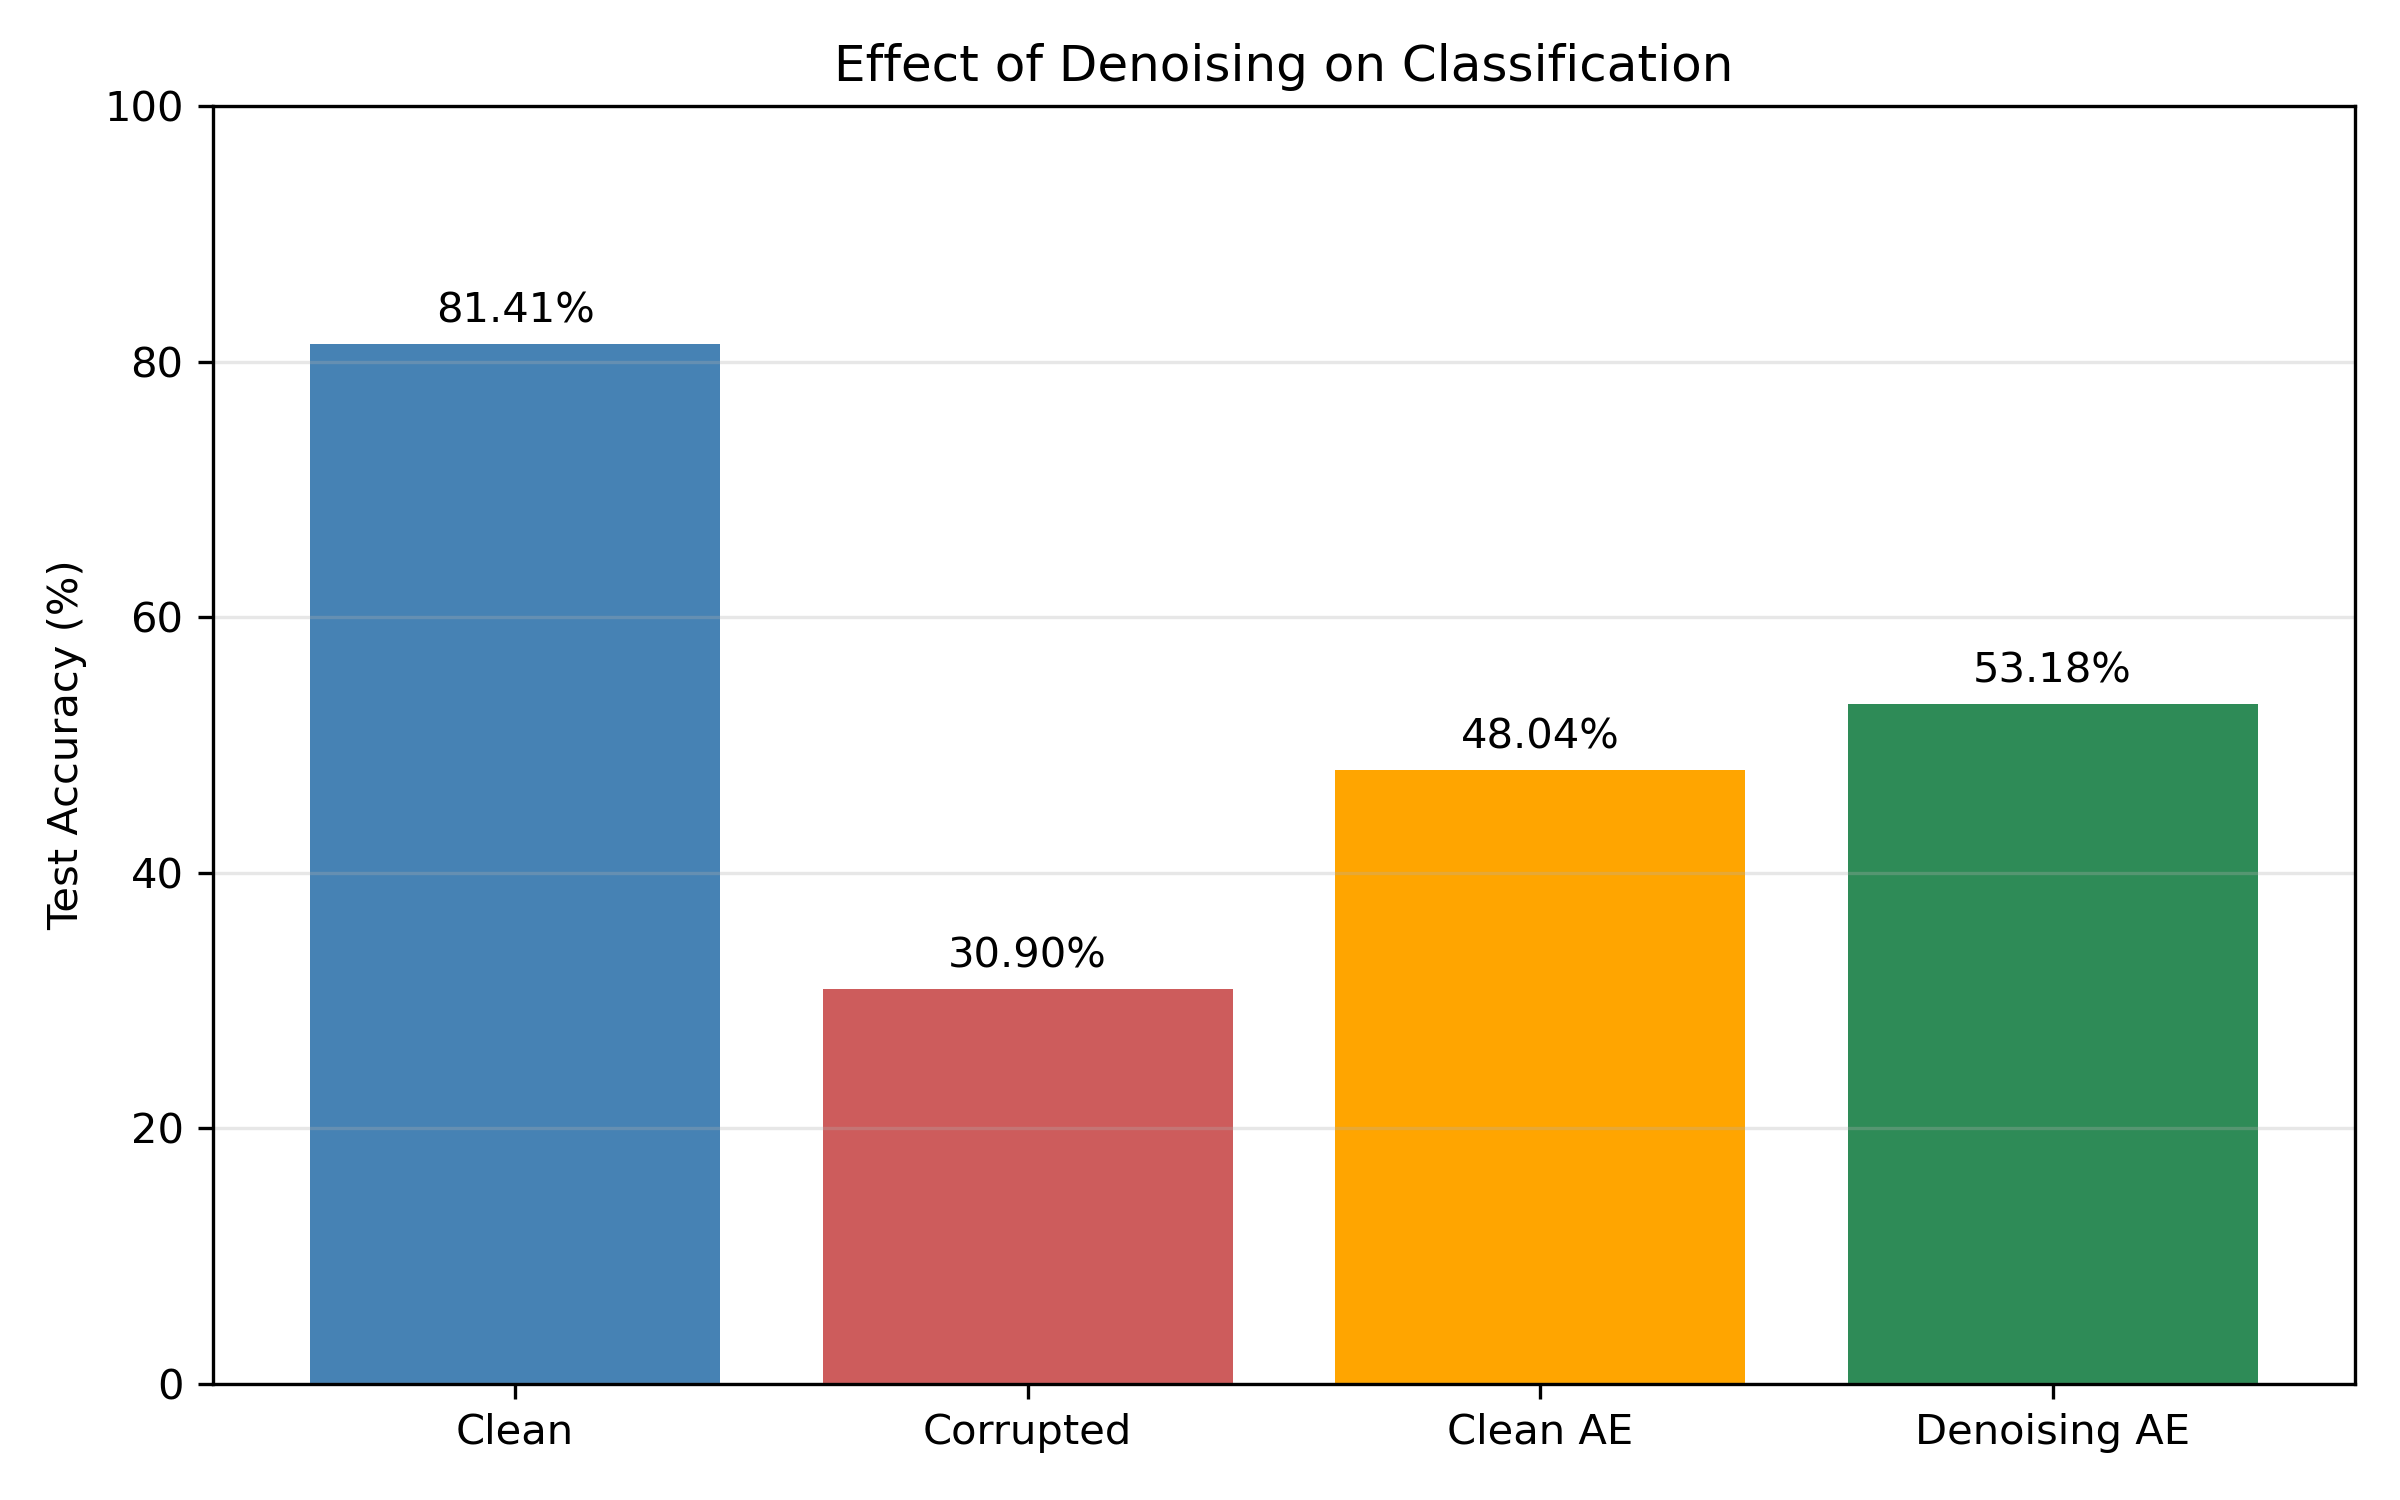 Effect of Denoising on Classification
Test Accuracy (%)
100
80
60
40
20
0
81.41%
30.90%
48.04%
53.18%
Clean
Corrupted
Clean AE
Denoising AE